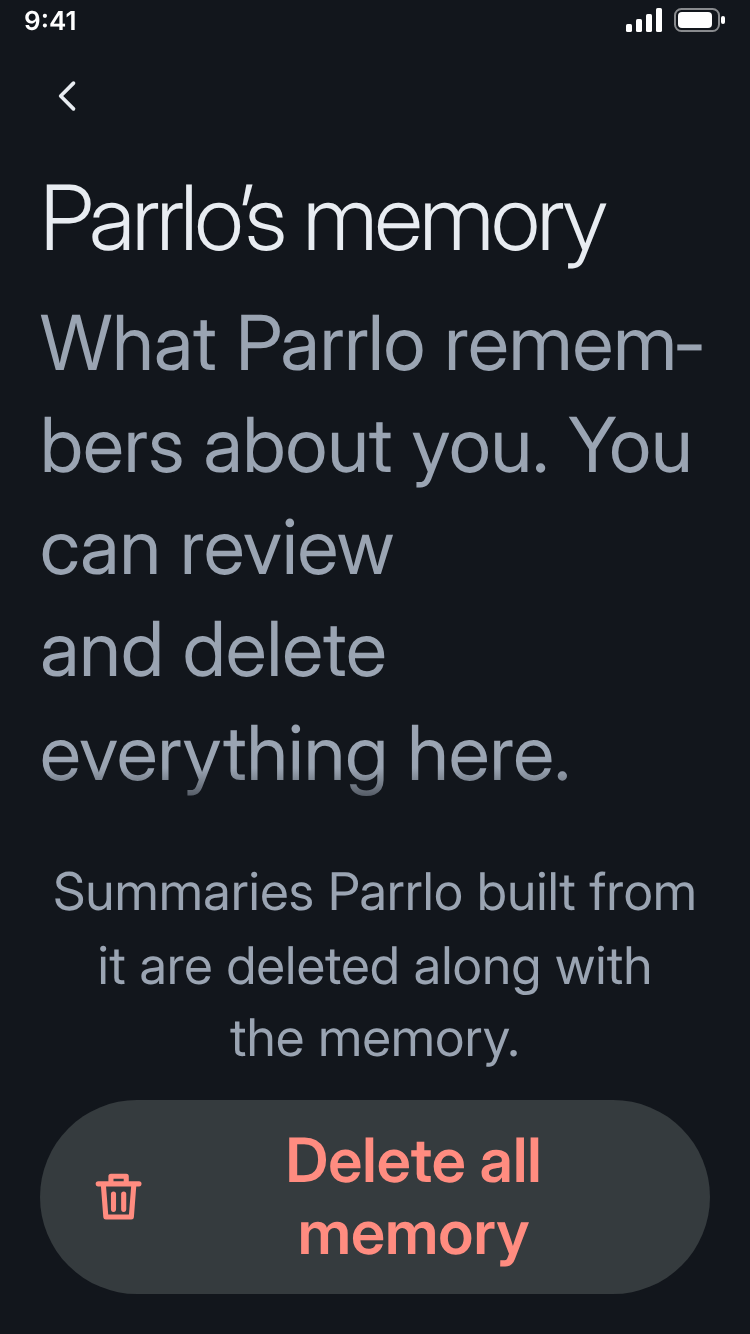 9:41
Parrlo’s memory
What Parrlo remem-
bers about you. You
can review
and delete
everything here.
Summaries Parrlo built from
it are deleted along with
the memory.
Delete all
memory